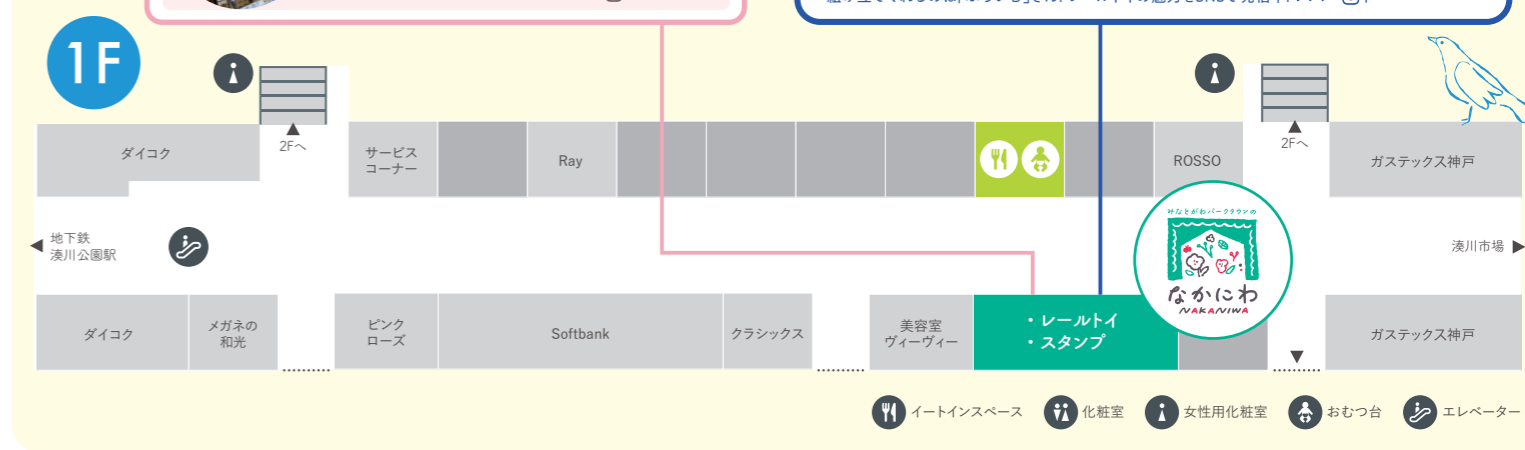 1F
2Fへ
2Fへ
ダイコク
サービス
コーナー
Ray
ROSSO
ガステックス神戸
地下鉄
湊川公園駅
みなとがわパークタウンの
なかにわ
NAKANIWA
湊川市場
ダイコク
メガネの
和光
ピンク
ローズ
Softbank
クラシックス
美容室
ヴィーヴィー
・レールトイ
・スタンプ
ガステックス神戸
イートインスペース
化粧室
女性用化粧室
おむつ台
エレベーター